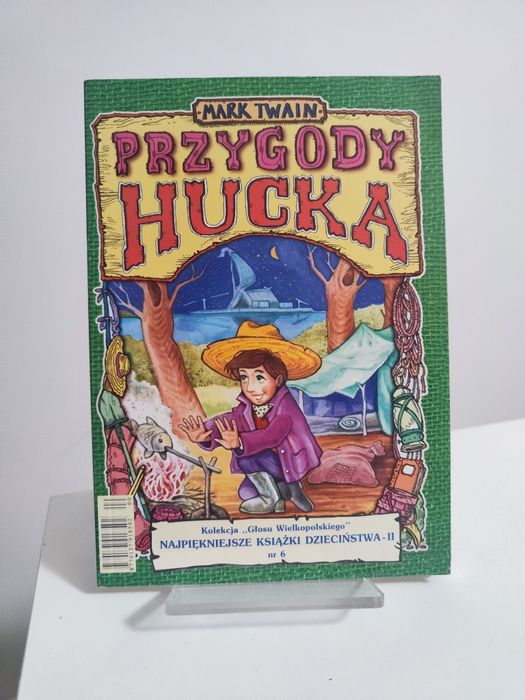 MARK TWAIN
PRZYGODY
HUCKA
Kolekcja ,,Głosu Wielkopolskiego"
NAJPIĘKNIEJSZE KSIĄŻKI DZIECIŃSTWA - II
nr 6